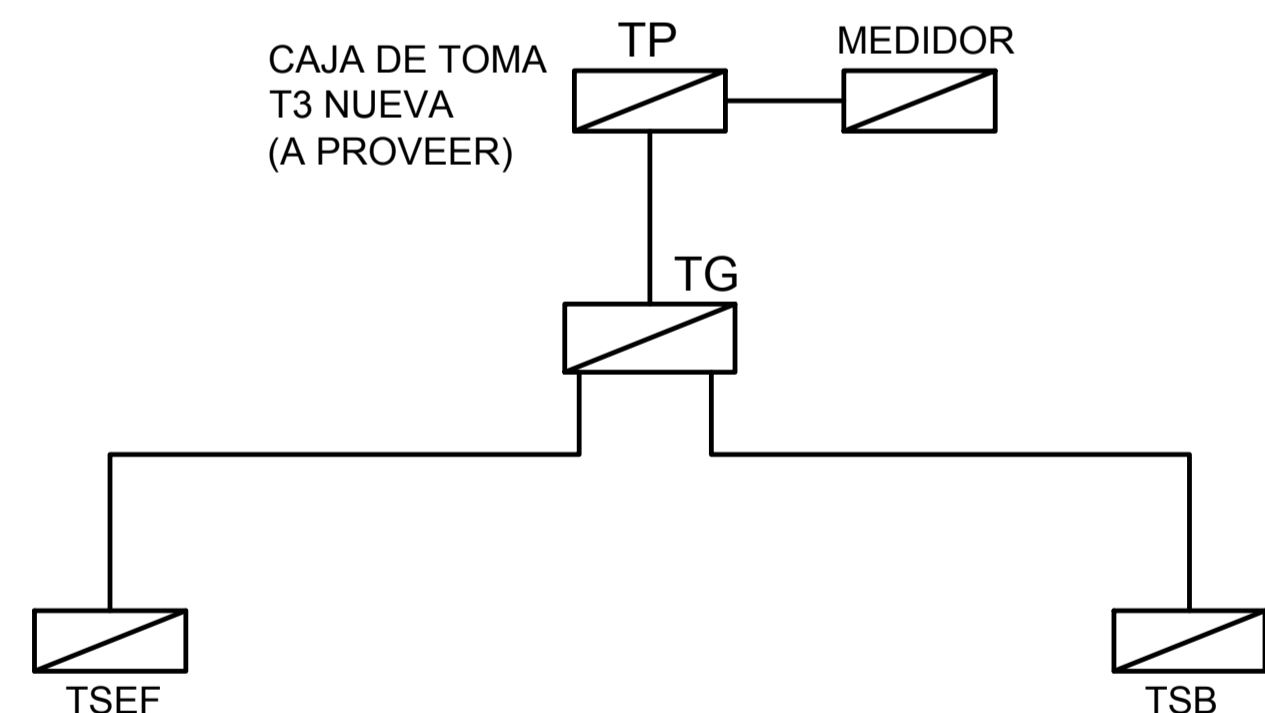 CAJA DE TOMA
T3 NUEVA
(A PROVEER)
TP
MEDIDOR
TG
TSEF
TSB